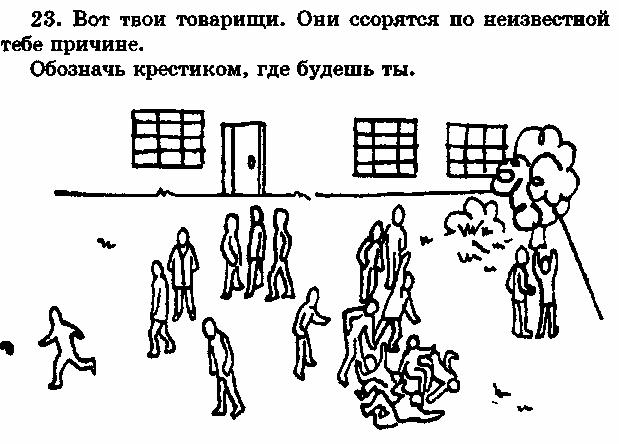 23. Вот твои товарищи. Они ссорятся по неизвестной
тебе причине.
Обозначь крестиком, где будешь ты.